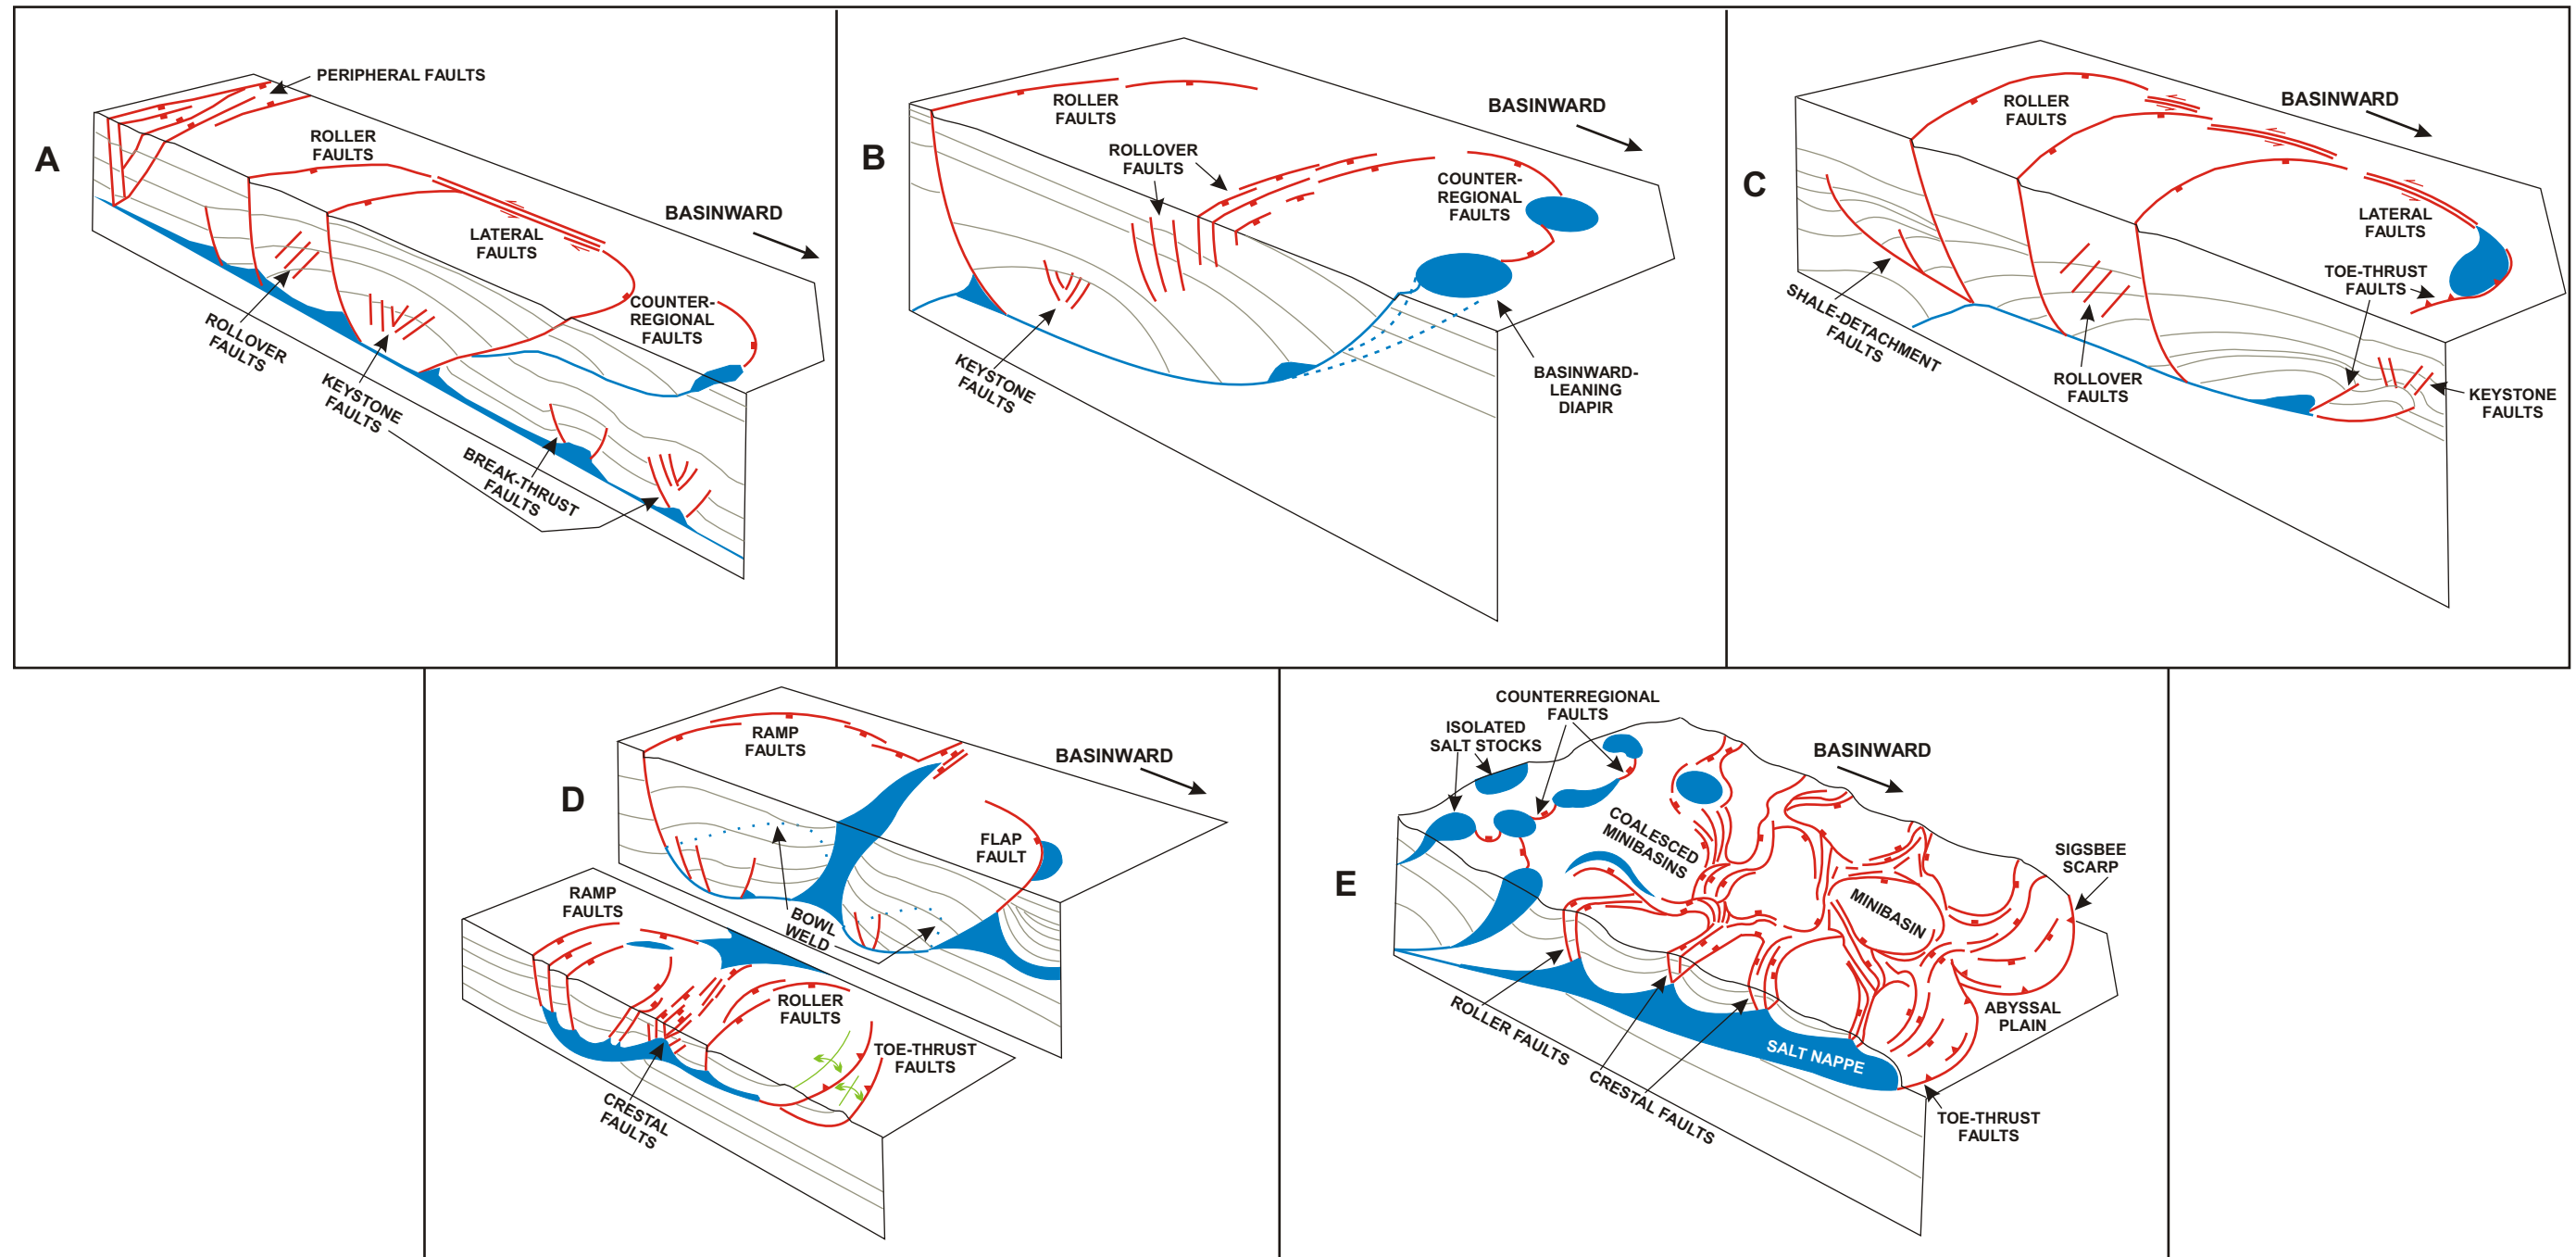 A
PERIPHERAL FAULTS
ROLLER
FAULTS
LATERAL
FAULTS
BASINWARD
COUNTER-
REGIONAL
FAULTS
ROLLOVER
FAULTS
KEYSTONE
FAULTS
BREAK-THRUST
FAULTS
B
ROLLER
FAULTS
ROLLOVER
FAULTS
BASINWARD
COUNTER-
REGIONAL
FAULTS
KEYSTONE
FAULTS
BASINWARD-
LEANING
DIAPIR
C
ROLLER
FAULTS
BASINWARD
LATERAL
FAULTS
TOE-THRUST
FAULTS
SHALE-DETACHMENT
FAULTS
ROLLOVER
FAULTS
KEYSTONE
FAULTS
D
RAMP
FAULTS
BASINWARD
FLAP
FAULT
BOWL
WELD
RAMP
FAULTS
ROLLER
FAULTS
TOE-THRUST
FAULTS
CRESTAL
FAULTS
E
COUNTERREGIONAL
FAULTS
ISOLATED
SALT STOCKS
BASINWARD
COALESCED
MINIBASINS
SIGSBEE
SCARP
MINIBASIN
ABYSSAL
PLAIN
ROLLER FAULTS
SALT NAPPE
CRESTAL FAULTS
TOE-THRUST
FAULTS